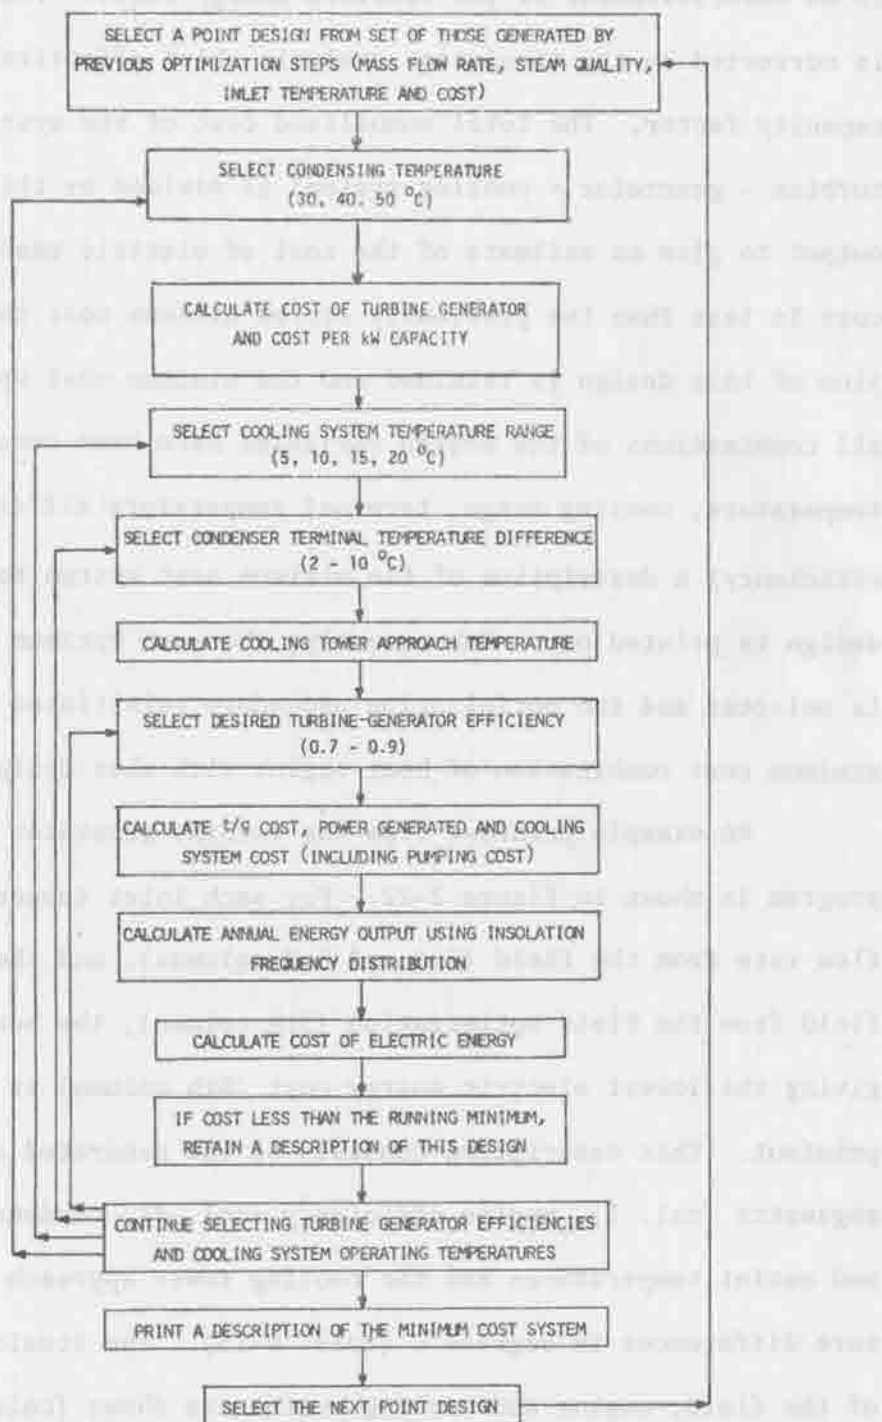 SELECT A POINT DESIGN FROM SET OF THOSE GENERATED BY
PREVIOUS OPTIMIZATION STEPS (MASS FLOW RATE, STEAM QUALITY,
INLET TEMPERATURE AND COST)
SELECT CONDENSING TEMPERATURE
(30, 40, 50 °C)
CALCULATE COST OF TURBINE GENERATOR
AND COST PER kW CAPACITY
SELECT COOLING SYSTEM TEMPERATURE RANGE
(5, 10, 15, 20 °C)
SELECT CONDENSER TERMINAL TEMPERATURE DIFFERENCE
(2 - 10 °C)
CALCULATE COOLING TOWER APPROACH TEMPERATURE
SELECT DESIRED TURBINE-GENERATOR EFFICIENCY
(0.7 - 0.9)
CALCULATE t/g COST, POWER GENERATED AND COOLING
SYSTEM COST (INCLUDING PUMPING COST)
CALCULATE ANNUAL ENERGY OUTPUT USING INSOLATION
FREQUENCY DISTRIBUTION
CALCULATE COST OF ELECTRIC ENERGY
IF COST LESS THAN THE RUNNING MINIMUM,
RETAIN A DESCRIPTION OF THIS DESIGN
CONTINUE SELECTING TURBINE GENERATOR EFFICIENCIES
AND COOLING SYSTEM OPERATING TEMPERATURES
PRINT A DESCRIPTION OF THE MINIMUM COST SYSTEM
SELECT THE NEXT POINT DESIGN